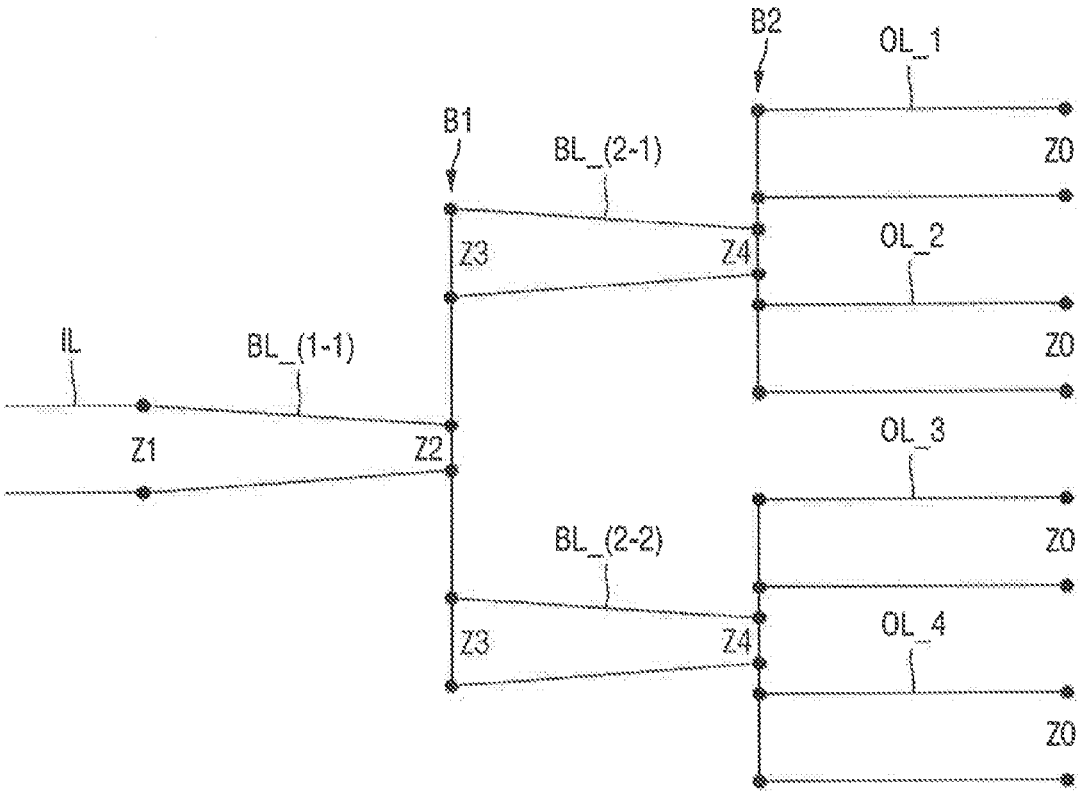 B2
OL_1
B1
BL_(2-1)
Z0
Z3
Z4
OL_2
IL
BL_(1-1)
Z0
Z1
Z2
OL_3
BL_(2-2)
Z0
Z3
Z4
OL_4
Z0